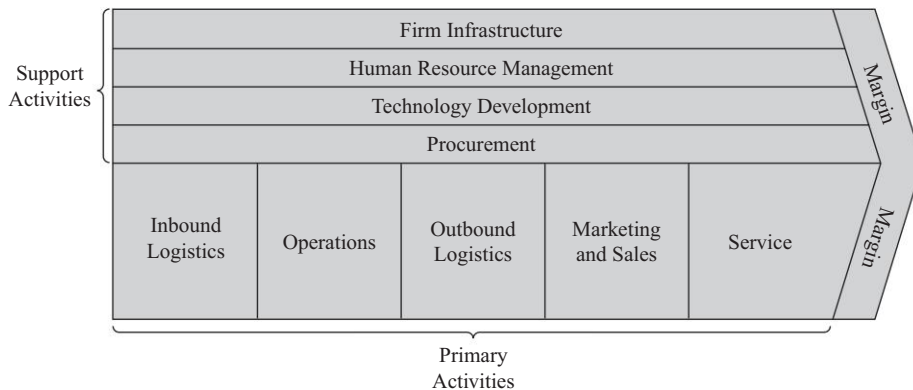 Firm Infrastructure
Human Resource Management
Technology Development
Procurement
Support
Activities
Margin
Inbound
Logistics
Operations
Outbound
Logistics
Marketing
and Sales
Service
Margin
Primary
Activities